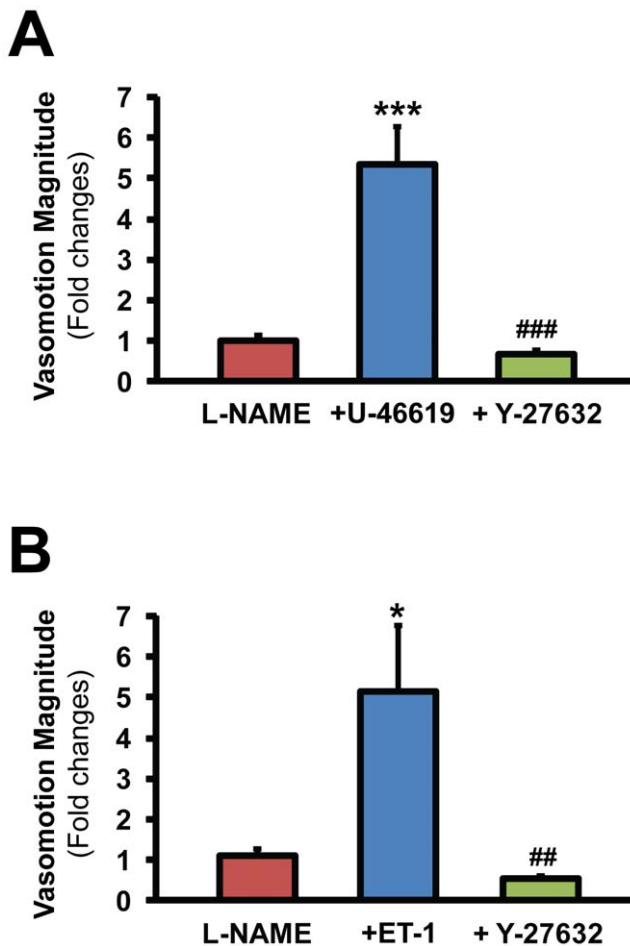 A
Vasomotion Magnitude
(Fold changes)
7
6
5
4
3
2
1
0
***
###
L-NAME +U-46619 + Y-27632
B
Vasomotion Magnitude
(Fold changes)
7
6
5
4
3
2
1
0
*
##
L-NAME +ET-1 + Y-27632